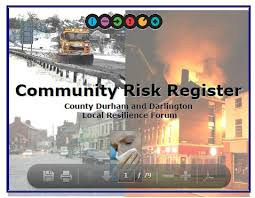 Community Risk Register
County Durham and Darlington
Local Resilience Forum
1 / 79